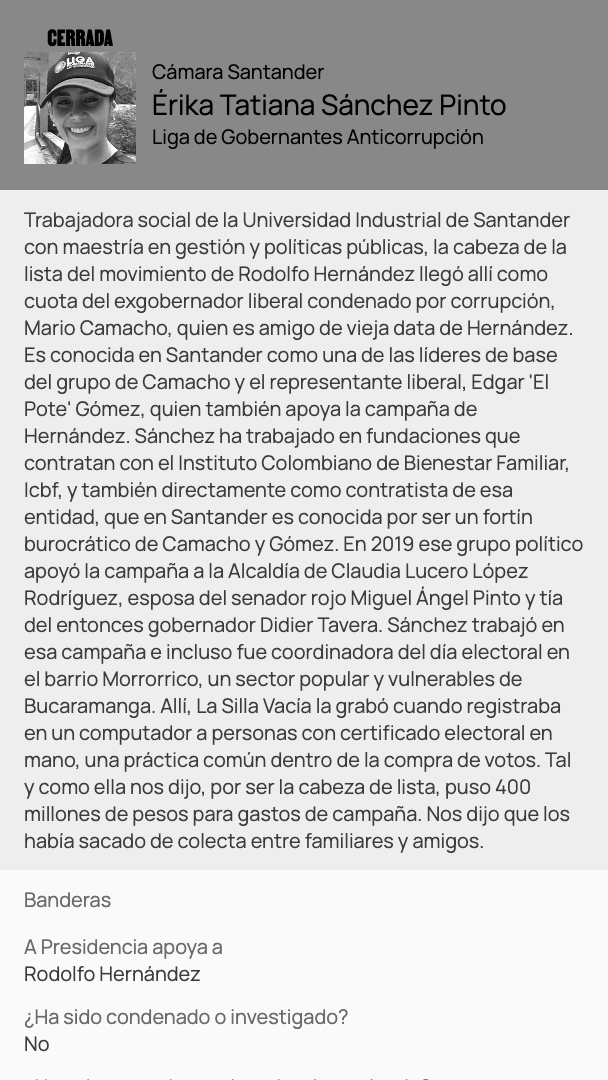 CERRADA
LIGA
Cámara Santander
Érika Tatiana Sánchez Pinto
Liga de Gobernantes Anticorrupción
Trabajadora social de la Universidad Industrial de Santander
con maestría en gestión y políticas públicas, la cabeza de la
lista del movimiento de Rodolfo Hernández llegó allí como
cuota del exgobernador liberal condenado por corrupción,
Mario Camacho, quien es amigo de vieja data de Hernández.
Es conocida en Santander como una de las líderes de base
del grupo de Camacho y el representante liberal, Edgar 'El
Pote' Gómez, quien también apoya la campaña de
Hernández. Sánchez ha trabajado en fundaciones que
contratan con el Instituto Colombiano de Bienestar Familiar,
Icbf, y también directamente como contratista de esa
entidad, que en Santander es conocida por ser un fortín
burocrático de Camacho y Gómez. En 2019 ese grupo político
apoyó la campaña a la Alcaldía de Claudia Lucero López
Rodríguez, esposa del senador rojo Miguel Ángel Pinto y tía
del entonces gobernador Didier Tavera. Sánchez trabajó en
esa campaña e incluso fue coordinadora del día electoral en
el barrio Morrorrico, un sector popular y vulnerables de
Bucaramanga. Allí, La Silla Vacía la grabó cuando registraba
en un computador a personas con certificado electoral en
mano, una práctica común dentro de la compra de votos. Tal
y como ella nos dijo, por ser la cabeza de lista, puso 400
millones de pesos para gastos de campaña. Nos dijo que los
había sacado de colecta entre familiares y amigos.
Banderas
A Presidencia apoya a
Rodolfo Hernández
¿Ha sido condenado o investigado?
No